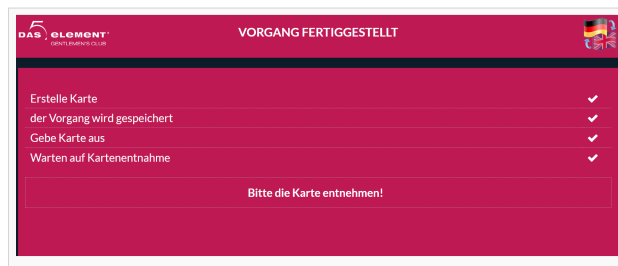 DAS 5 ELEMENT
GENTLEMEN'S CLUB
VORGANG FERTIGGESTELLT
Erstelle Karte
der Vorgang wird gespeichert
Gebe Karte aus
Warten auf Kartenentnahme
Bitte die Karte entnehmen!